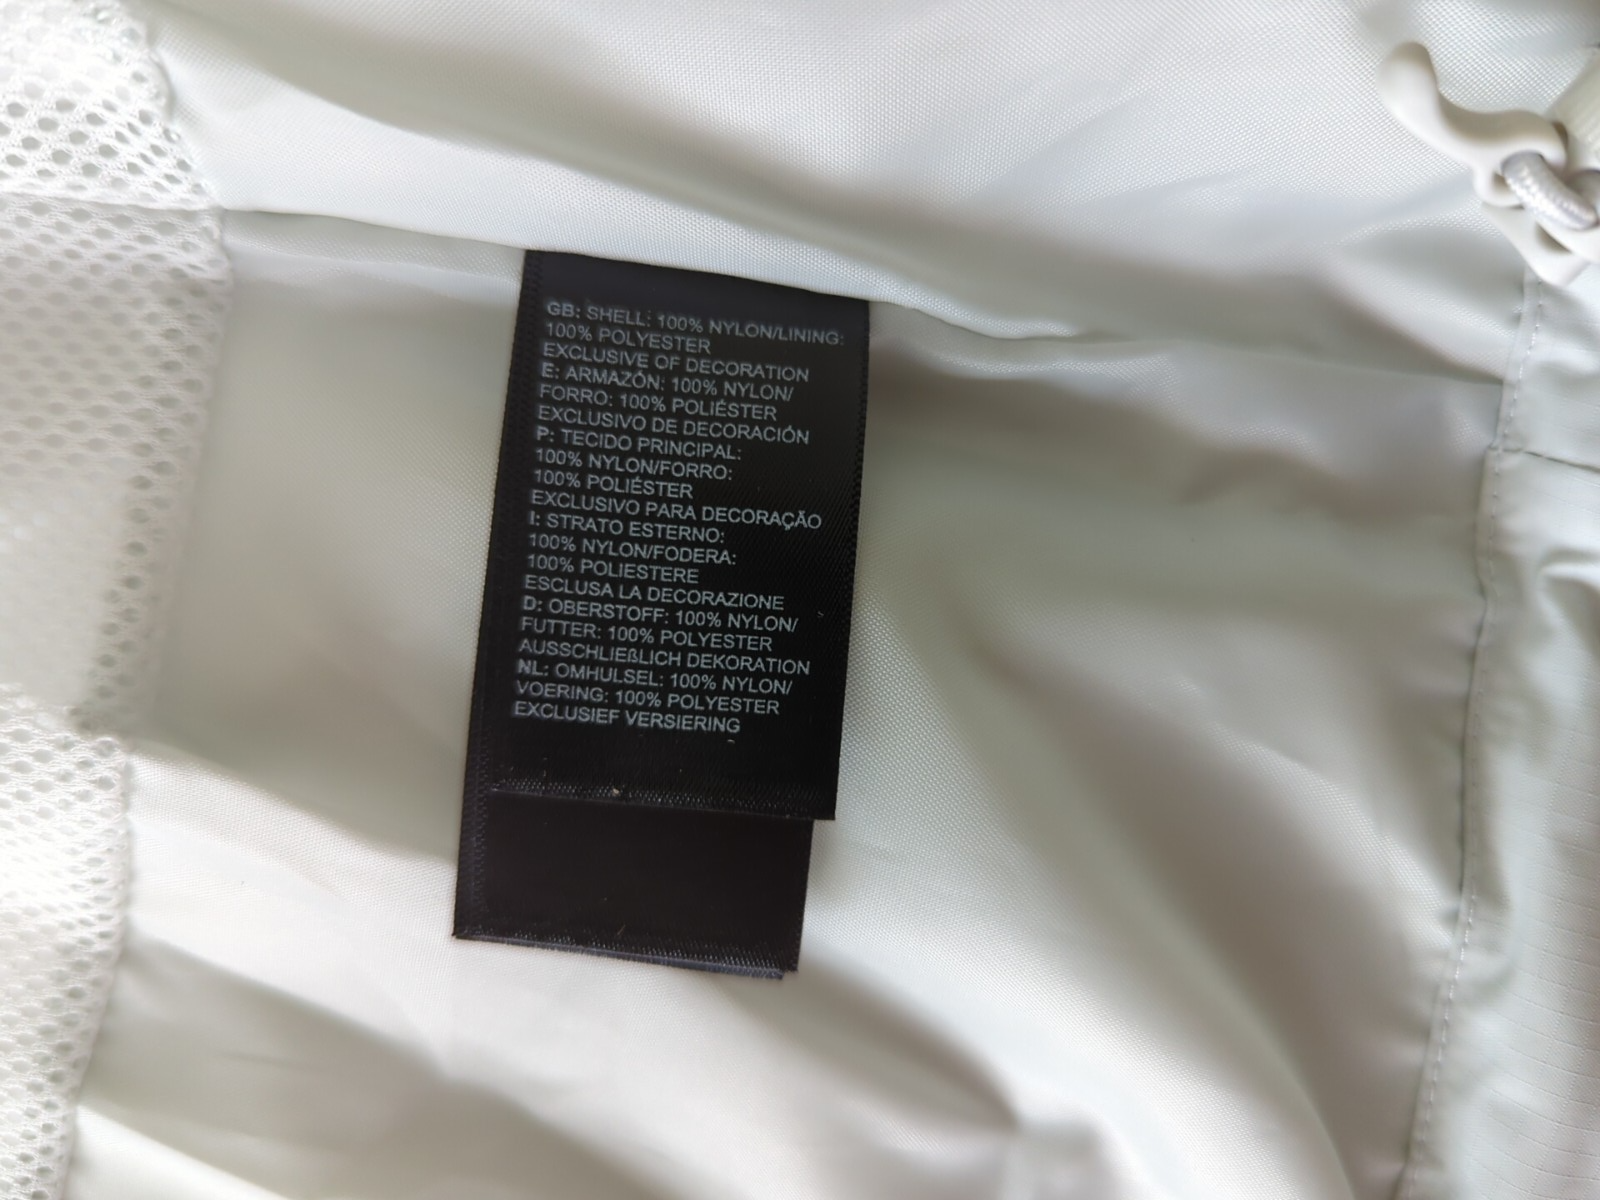 GB: SHELL: 100% NYLON/LINING:
100% POLYESTER
EXCLUSIVE OF DECORATION
E: ARMAZÓN: 100% NYLON/
FORRO: 100% POLIÉSTER
EXCLUSIVO DE DECORACIÓN
P: TECIDO PRINCIPAL:
100% NYLON/FORRO:
100% POLIÉSTER
EXCLUSIVO PARA DECORAÇÃO
I: STRATO ESTERNO:
100% NYLON/FODERA:
100% POLIESTERE
ESCLUSA LA DECORAZIONE
D: OBERSTOFF: 100% NYLON/
FUTTER: 100% POLYESTER
AUSSCHLIEßLICH DEKORATION
NL: OMHULSEL: 100% NYLON/
VOERING: 100% POLYESTER
EXCLUSIEF VERSIERING